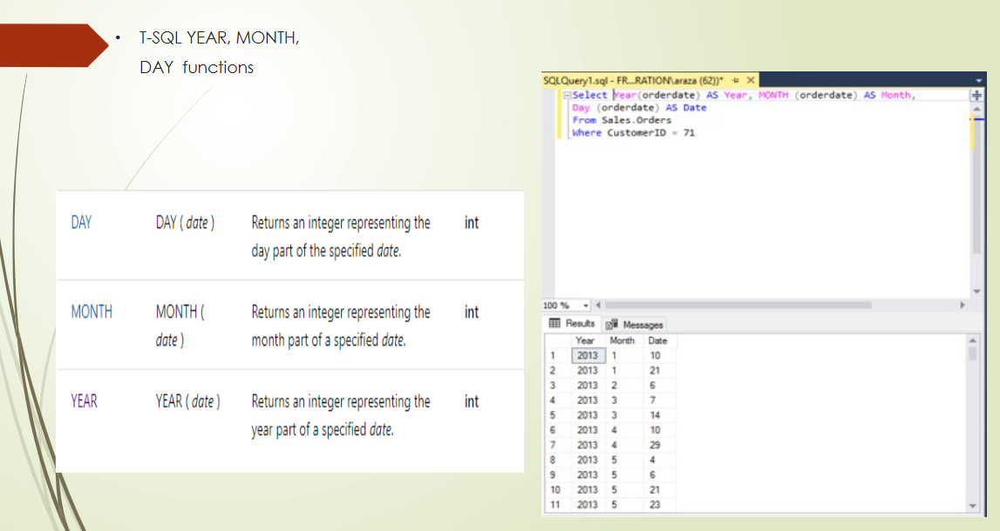 • T-SQL YEAR, MONTH,
DAY functions
DAY DAY ( date ) Returns an integer representing the int
day part of the specified date.
MONTH MONTH ( Returns an integer representing the int
date ) month part of a specified date.
YEAR YEAR ( date ) Returns an integer representing the int
year part of a specified date.
SQLQuery1.sql - FR...RATION\araza (62))*
Select Year(orderdate) AS Year, MONTH (orderdate) AS Month,
Day (orderdate) AS Date
From Sales.Orders
Where CustomerID = 71
100 %
Results Messages
Year Month Date
1 2013 1 10
2 2013 1 21
3 2013 2 6
4 2013 3 7
5 2013 3 14
6 2013 4 10
7 2013 4 29
8 2013 5 4
9 2013 5 6
10 2013 5 21
11 2013 5 23